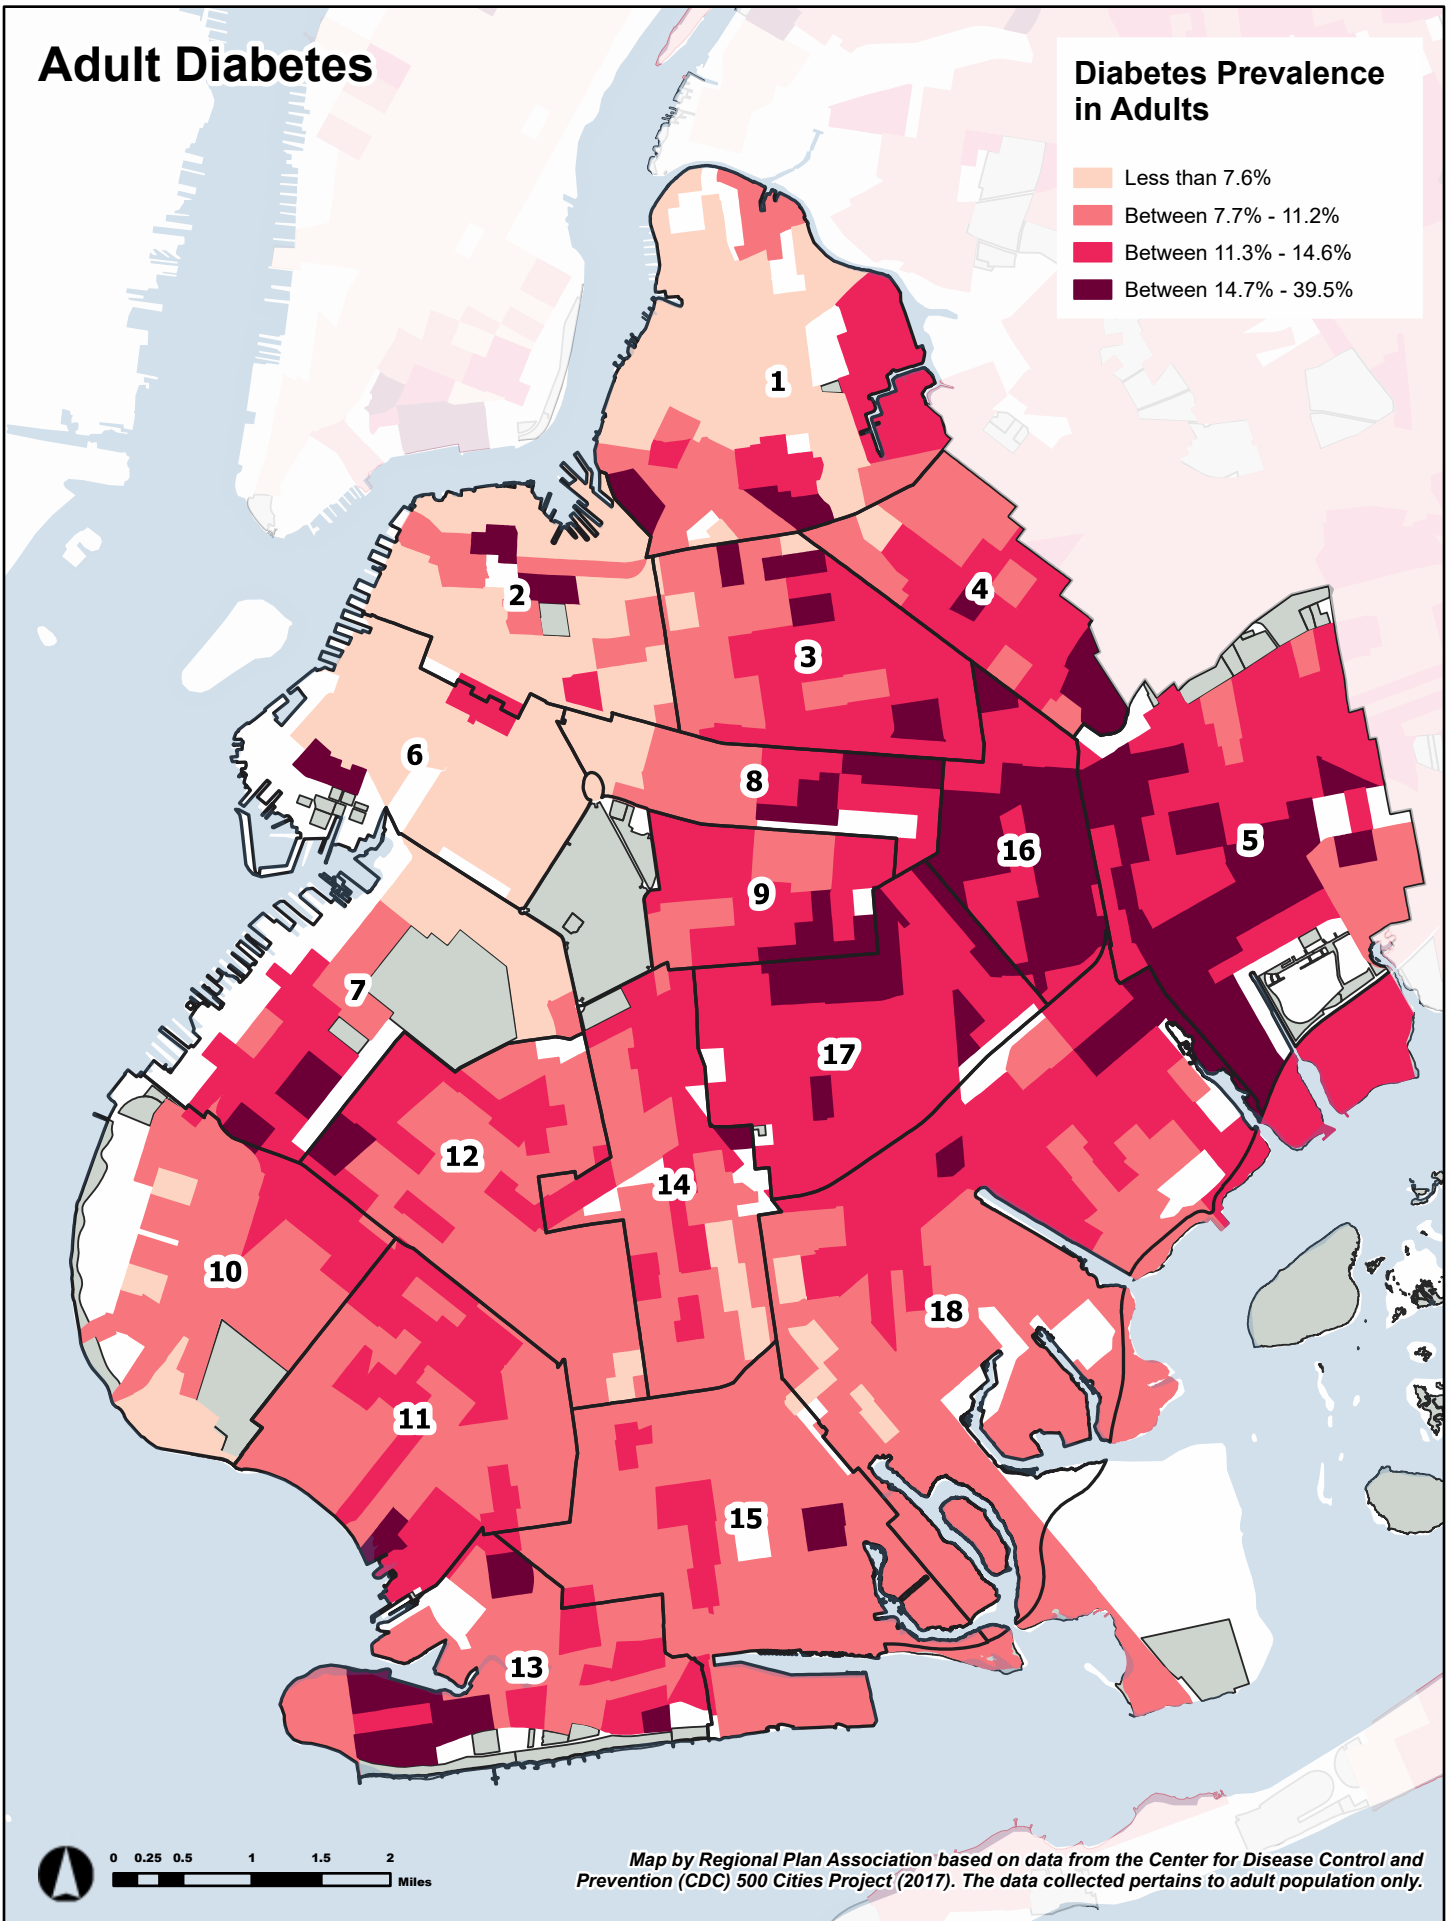 Adult Diabetes
Diabetes Prevalence
in Adults
Less than 7.6%
Between 7.7% - 11.2%
Between 11.3% - 14.6%
Between 14.7% - 39.5%
1
2
4
3
6
8
5
16
9
7
17
12
14
10
18
11
15
13
0 0.25 0.5 1 1.5 2
Miles
Map by Regional Plan Association based on data from the Center for Disease Control and
Prevention (CDC) 500 Cities Project (2017). The data collected pertains to adult population only.